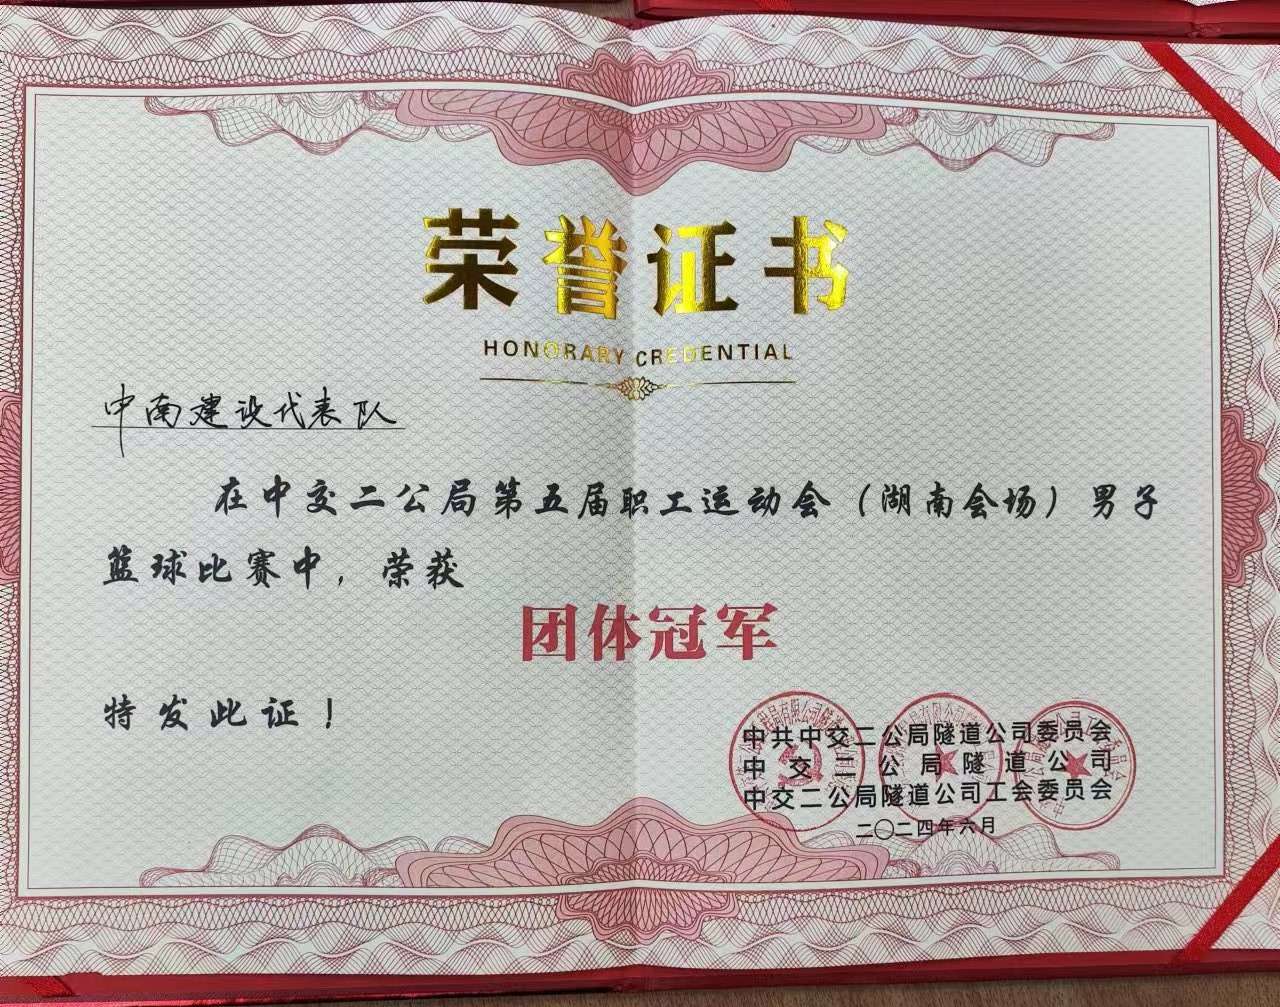 荣誉证书
HONORARY CREDENTIAL
中南建设代表队
在中交二公局第五届职工运动会（湖南会场）男子
篮球比赛中，荣获
团体冠军
特发此证！
中共中交二公局隧道公司委员会
中交二公局隧道公司
中交二公局隧道公司工会委员会
二〇二四年六月